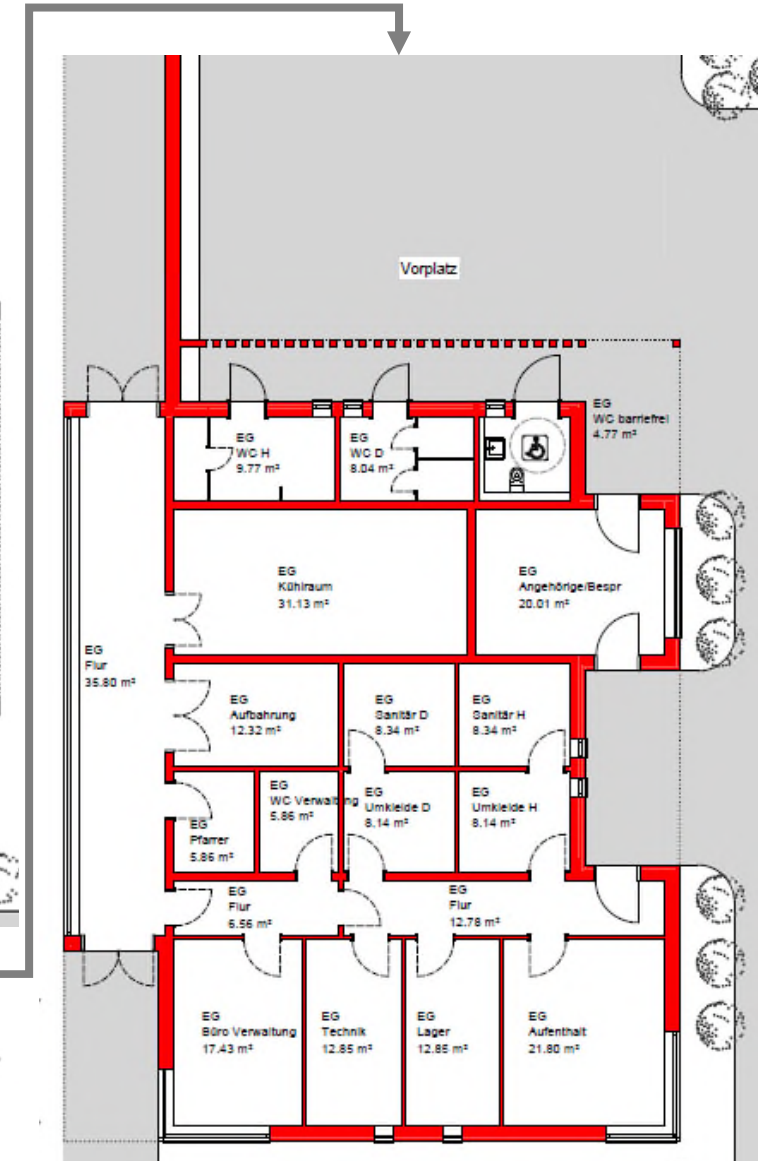 Vorplatz
EG
WC barriefrei
4.77 m²
EG
WC H
9.77 m²
EG
WC D
8.04 m²
EG
Kühlraum
31.13 m²
EG
Angehörige/Bespr
20.01 m²
EG
Flur
35.80 m²
EG
Aufbahrung
12.32 m²
EG
Sanitär D
8.34 m²
EG
Sanitär H
8.34 m²
EG
Pfarrer
5.86 m²
EG
WC Verwaltung
5.86 m²
EG
Umkleide D
8.14 m²
EG
Umkleide H
8.14 m²
EG
Flur
6.56 m²
EG
Flur
12.78 m²
EG
Büro Verwaltung
17.43 m²
EG
Technik
12.85 m²
EG
Lager
12.86 m²
EG
Aufenthalt
21.80 m²